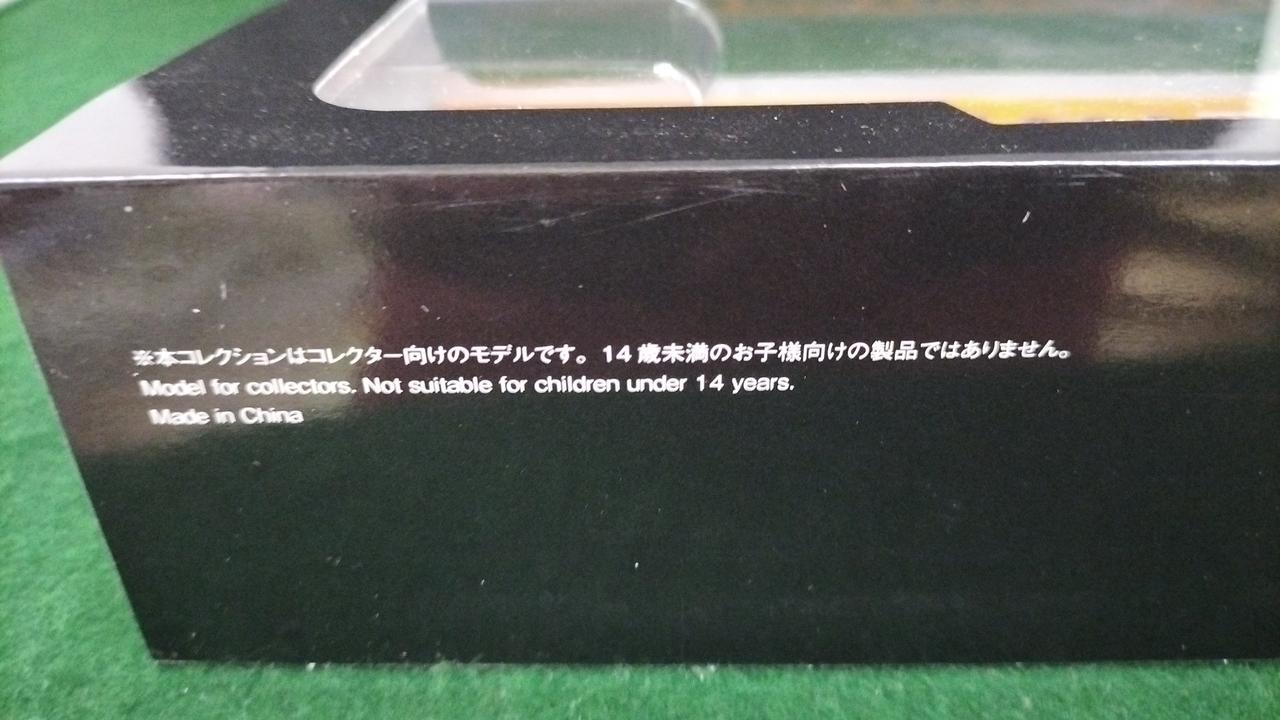 ※本コレクションはコレクター向けのモデルです。14歳未満のお子様向けの製品ではありません。
Model for collectors. Not suitable for children under 14 years.
Made in China